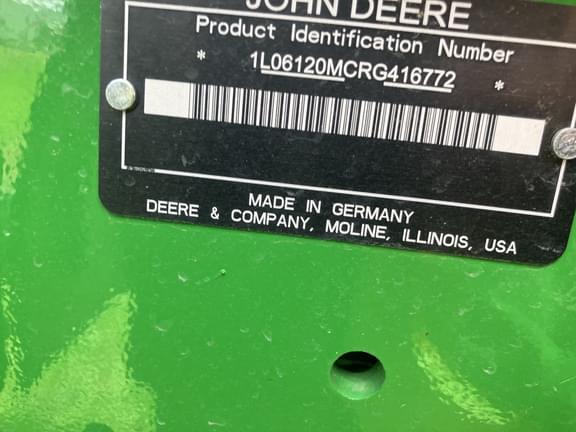 JOHN DEERE
Product Identification Number
* 1L06120MCRG416772 *
MADE IN GERMANY
DEERE & COMPANY, MOLINE, ILLINOIS, USA